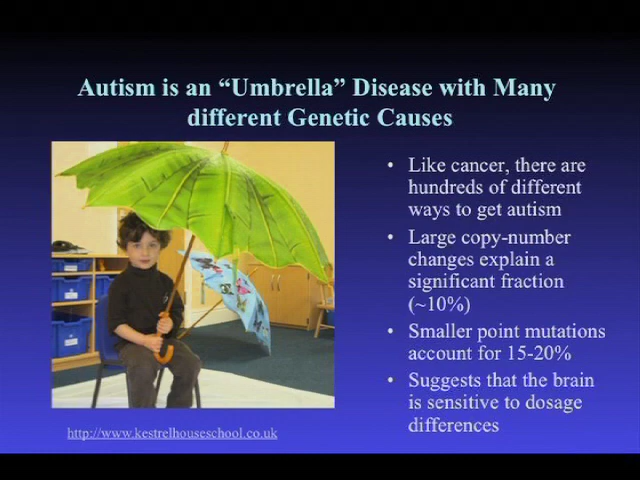 Autism is an “Umbrella” Disease with Many
different Genetic Causes
• Like cancer, there are
hundreds of different
ways to get autism
• Large copy-number
changes explain a
significant fraction
(~10%)
• Smaller point mutations
account for 15-20%
• Suggests that the brain
is sensitive to dosage
differences
http://www.kestrelhouseschool.co.uk